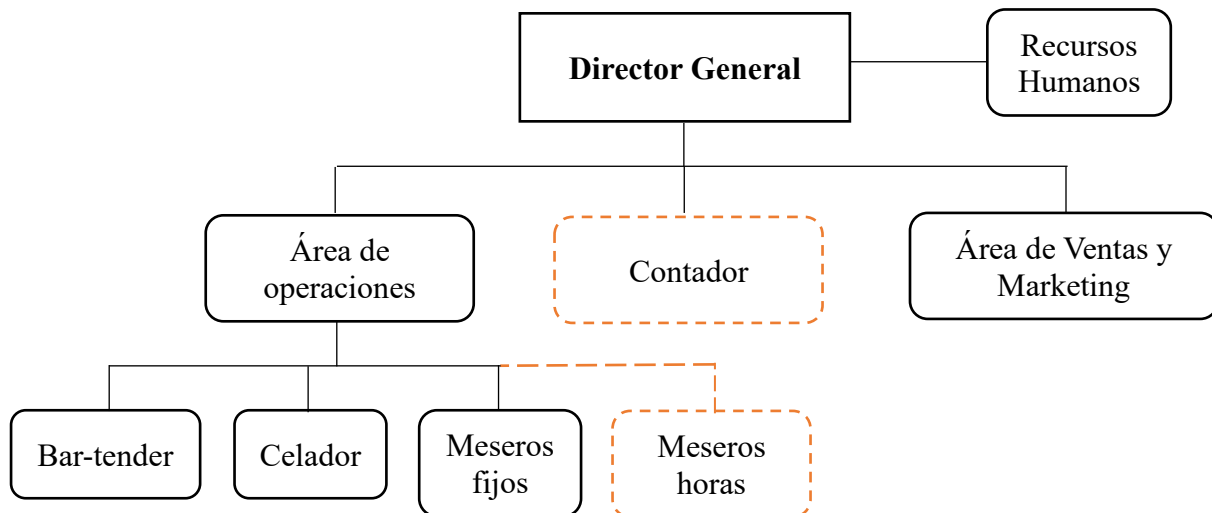 Director General
Recursos
Humanos
Área de
operaciones
Contador
Área de Ventas y
Marketing
Bar-tender
Celador
Meseros
fijos
Meseros
horas